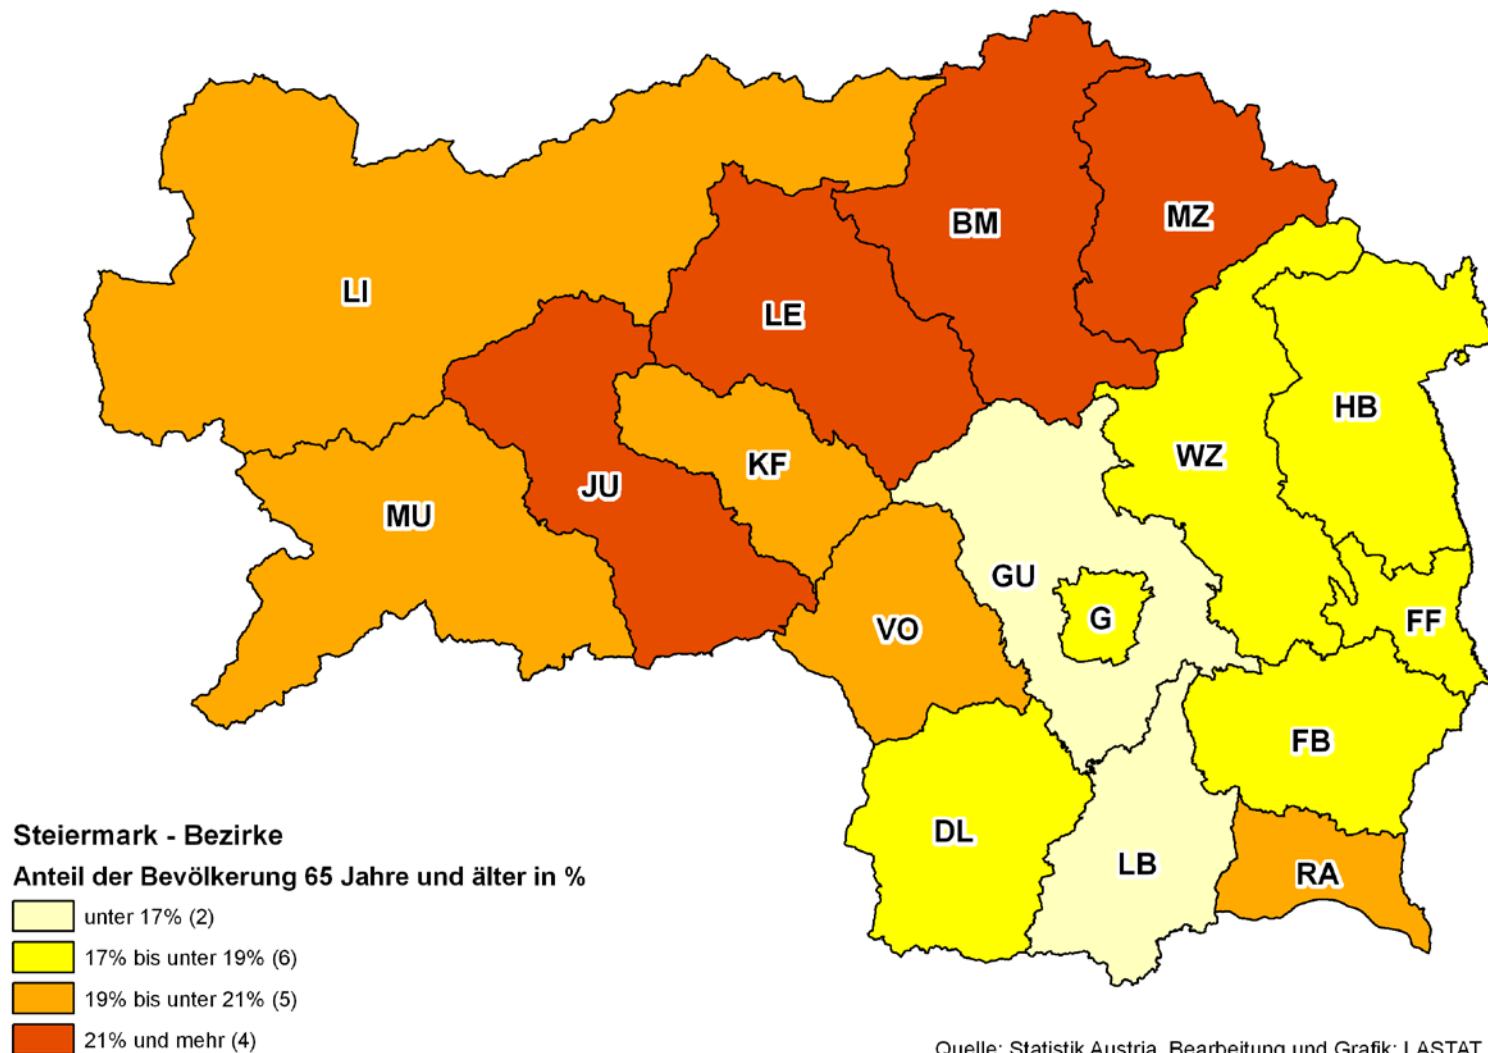 BM
MZ
LI
LE
HB
WZ
KF
JU
MU
GU
G
FF
VO
FB
DL
LB
RA
Steiermark - Bezirke
Anteil der Bevölkerung 65 Jahre und älter in %
unter 17% (2)
17% bis unter 19% (6)
19% bis unter 21% (5)
21% und mehr (4)
Quelle: Statistik Austria, Bearbeitung und Grafik: LASTAT